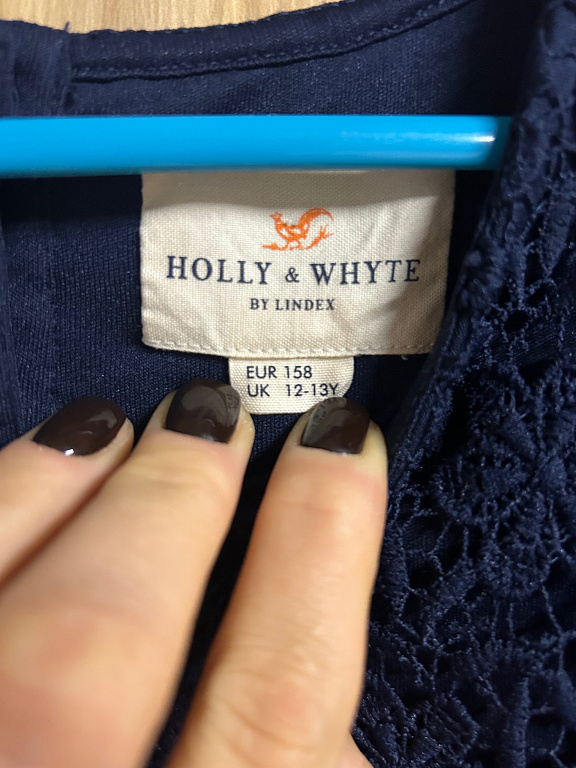 HOLLY & WHYTE
BY LINDEX
EUR 158
UK 12-13Y